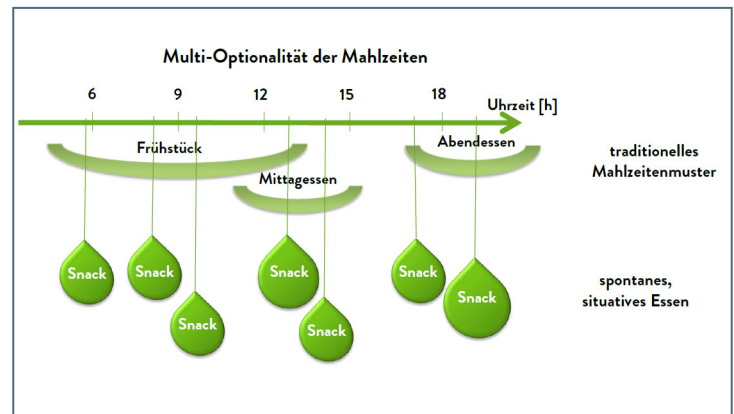 Multi-Optionalität der Mahlzeiten
6 9 12 15 18
Uhrzeit [h]
Frühstück
Abendessen
Mittagessen
traditionelles
Mahlzeitenmuster
Snack
Snack
Snack
Snack
Snack
Snack
Snack
spontanes,
situatives Essen